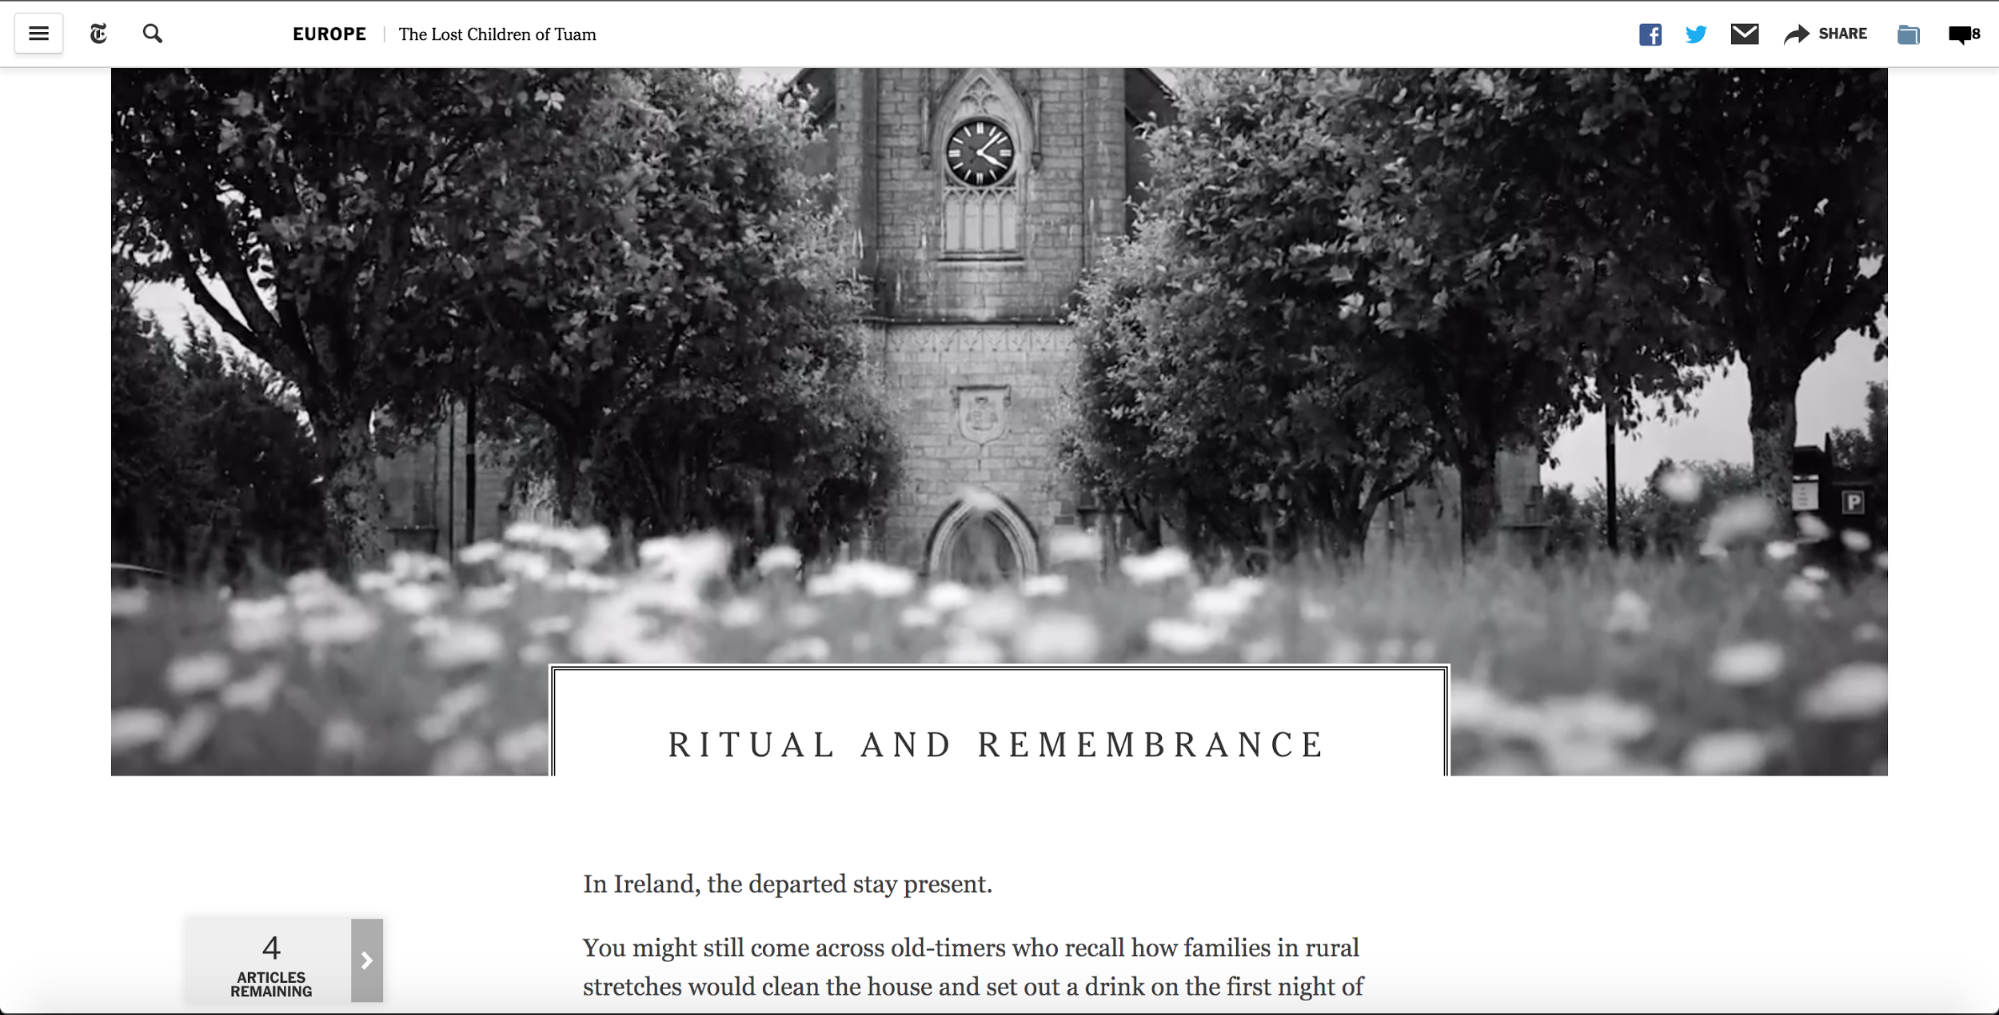 EUROPE | The Lost Children of Tuam
SHARE
8
P
RITUAL AND REMEMBRANCE
In Ireland, the departed stay present.
You might still come across old-timers who recall how families in rural
stretches would clean the house and set out a drink on the first night of
4
ARTICLES
REMAINING